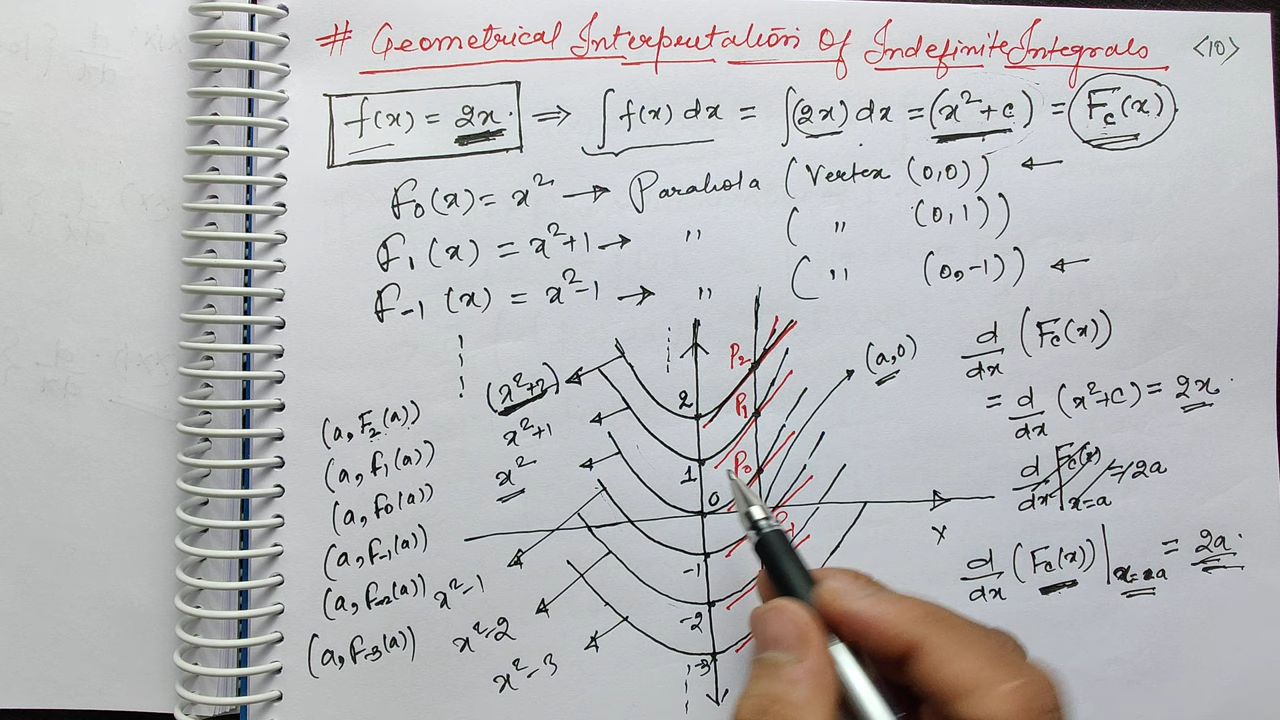 # Geometrical Interpretation Of Indefinite Integrals <10>
f(x) = 2x. ⇒ ∫ f(x) dx = ∫(2x) dx = (x²+c) = F_c(x)
F₀(x) = x² → Parabola (Vertex (0,0)) ←
F₁(x) = x²+1 → " ( " (0,1))
F₋₁(x) = x²-1 → " ( " (0,-1)) ←
(x²+2)
x²+1
x²
x²-1
x²-2
x²-3
(a, F₂(a))
(a, f₁(a))
(a, f₀(a))
(a, f₋₁(a))
(a, f₋₂(a))
(a, f₋₃(a))
2
1
0
-1
-2
-3
P₂
P₁
P₀
(a,0)
X
d/dx (F_c(x))
= d/dx (x²+c) = 2x.
d/dx F_c(x)|x=a = 2a
d/dx (F_c(x))|x=a = 2a.